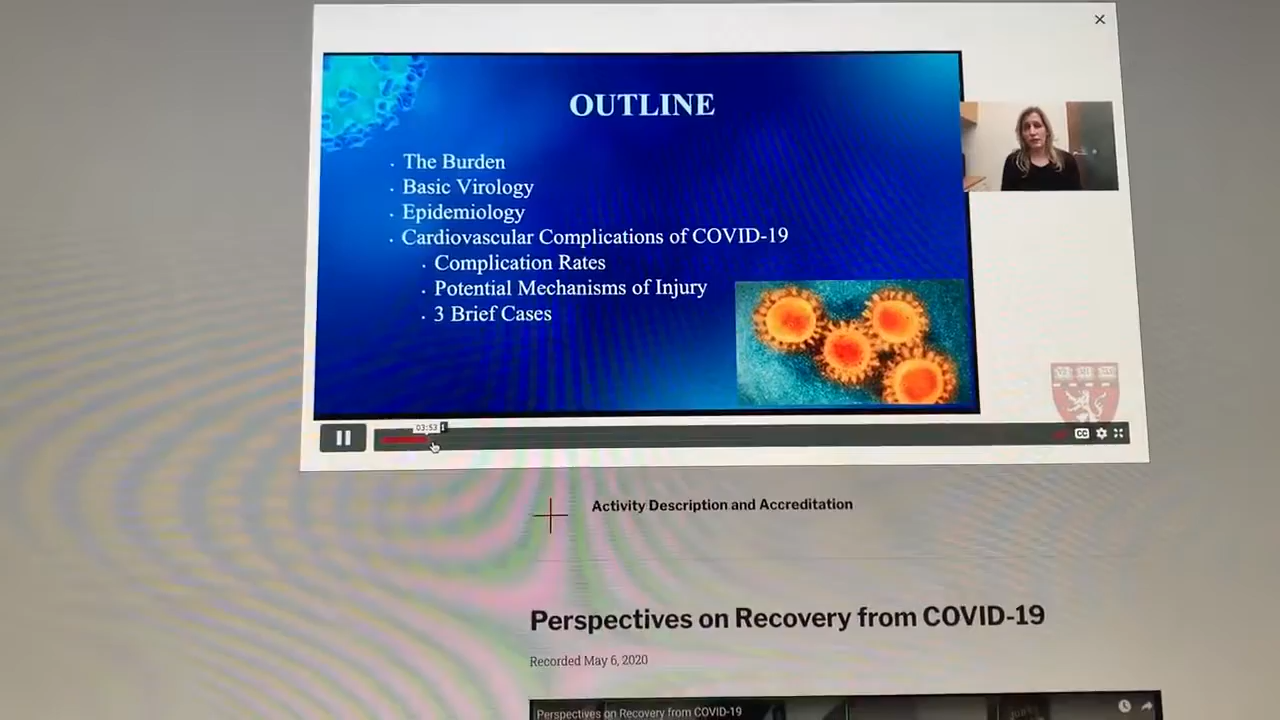 OUTLINE
· The Burden
· Basic Virology
· Epidemiology
· Cardiovascular Complications of COVID-19
· Complication Rates
· Potential Mechanisms of Injury
· 3 Brief Cases
03:53
CC
Activity Description and Accreditation
Perspectives on Recovery from COVID-19
Recorded May 6, 2020
Perspectives on Recovery from COVID-19